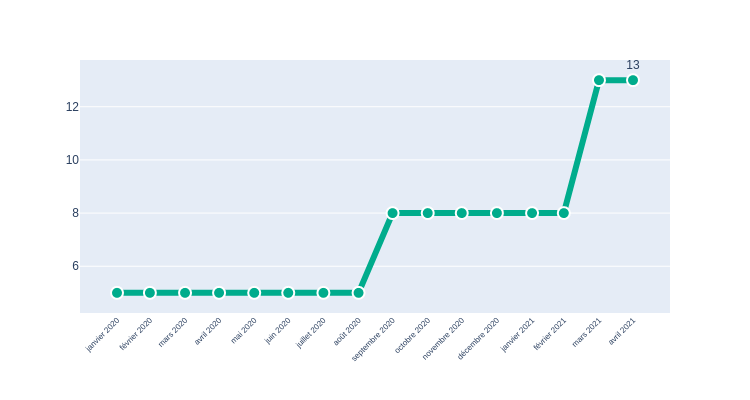 13
12
10
8
6
janvier 2020
février 2020
mars 2020
avril 2020
mai 2020
juin 2020
juillet 2020
août 2020
septembre 2020
octobre 2020
novembre 2020
décembre 2020
janvier 2021
février 2021
mars 2021
avril 2021